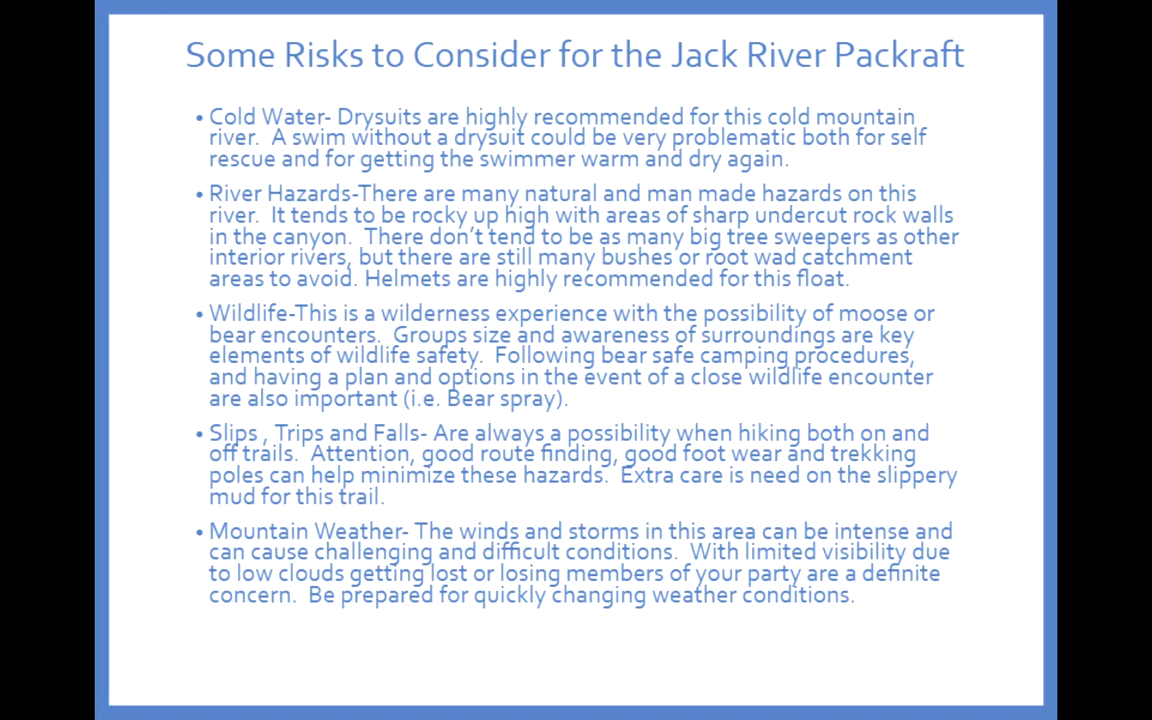 Some Risks to Consider for the Jack River Packraft
• Cold Water- Drysuits are highly recommended for this cold mountain
river.  A swim without a drysuit could be very problematic both for self
rescue and for getting the swimmer warm and dry again.
• River Hazards-There are many natural and man made hazards on this
river.  It tends to be rocky up high with areas of sharp undercut rock walls
in the canyon.  There don't tend to be as many big tree sweepers as other
interior rivers, but there are still many bushes or root wad catchment
areas to avoid. Helmets are highly recommended for this float.
• Wildlife-This is a wilderness experience with the possibility of moose or
bear encounters.  Groups size and awareness of surroundings are key
elements of wildlife safety.  Following bear safe camping procedures,
and having a plan and options in the event of a close wildlife encounter
are also important (i.e. Bear spray).
• Slips , Trips and Falls- Are always a possibility when hiking both on and
off trails.  Attention, good route finding, good foot wear and trekking
poles can help minimize these hazards.  Extra care is need on the slippery
mud for this trail.
• Mountain Weather- The winds and storms in this area can be intense and
can cause challenging and difficult conditions.  With limited visibility due
to low clouds getting lost or losing members of your party are a definite
concern.  Be prepared for quickly changing weather conditions.